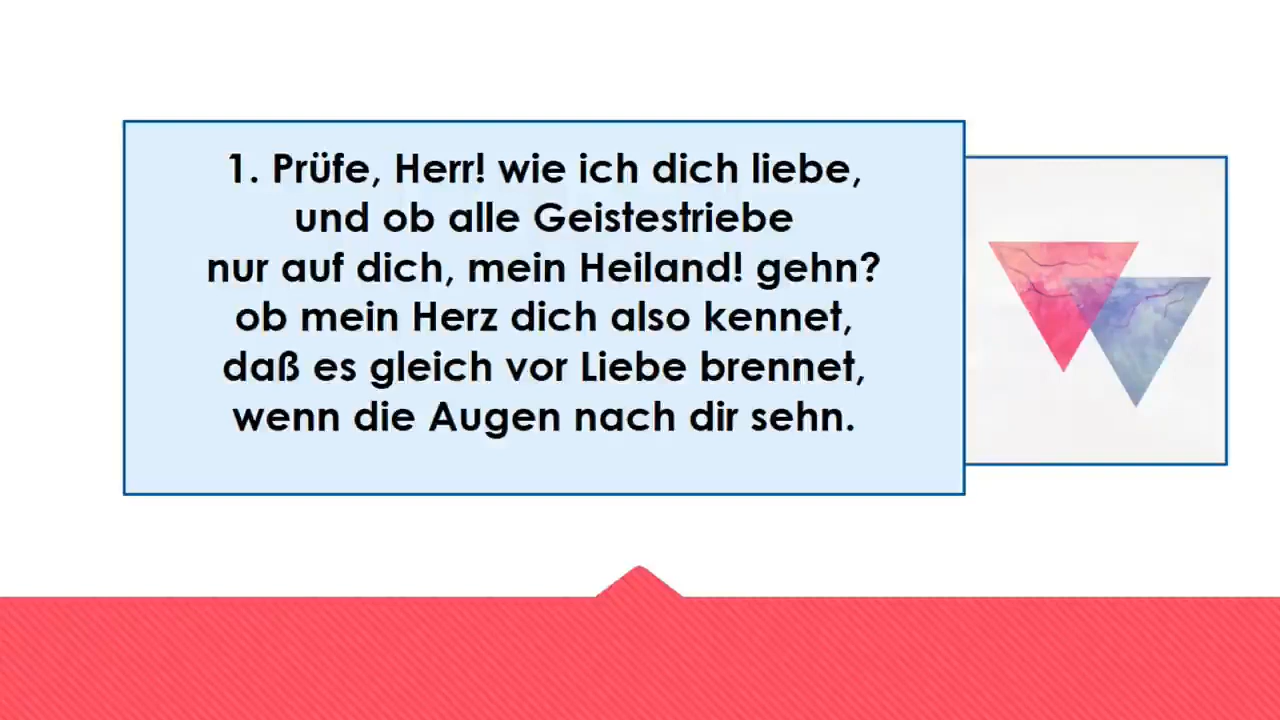 1. Prüfe, Herr! wie ich dich liebe,
und ob alle Geistestriebe
nur auf dich, mein Heiland! gehn?
ob mein Herz dich also kennet,
daß es gleich vor Liebe brennet,
wenn die Augen nach dir sehn.